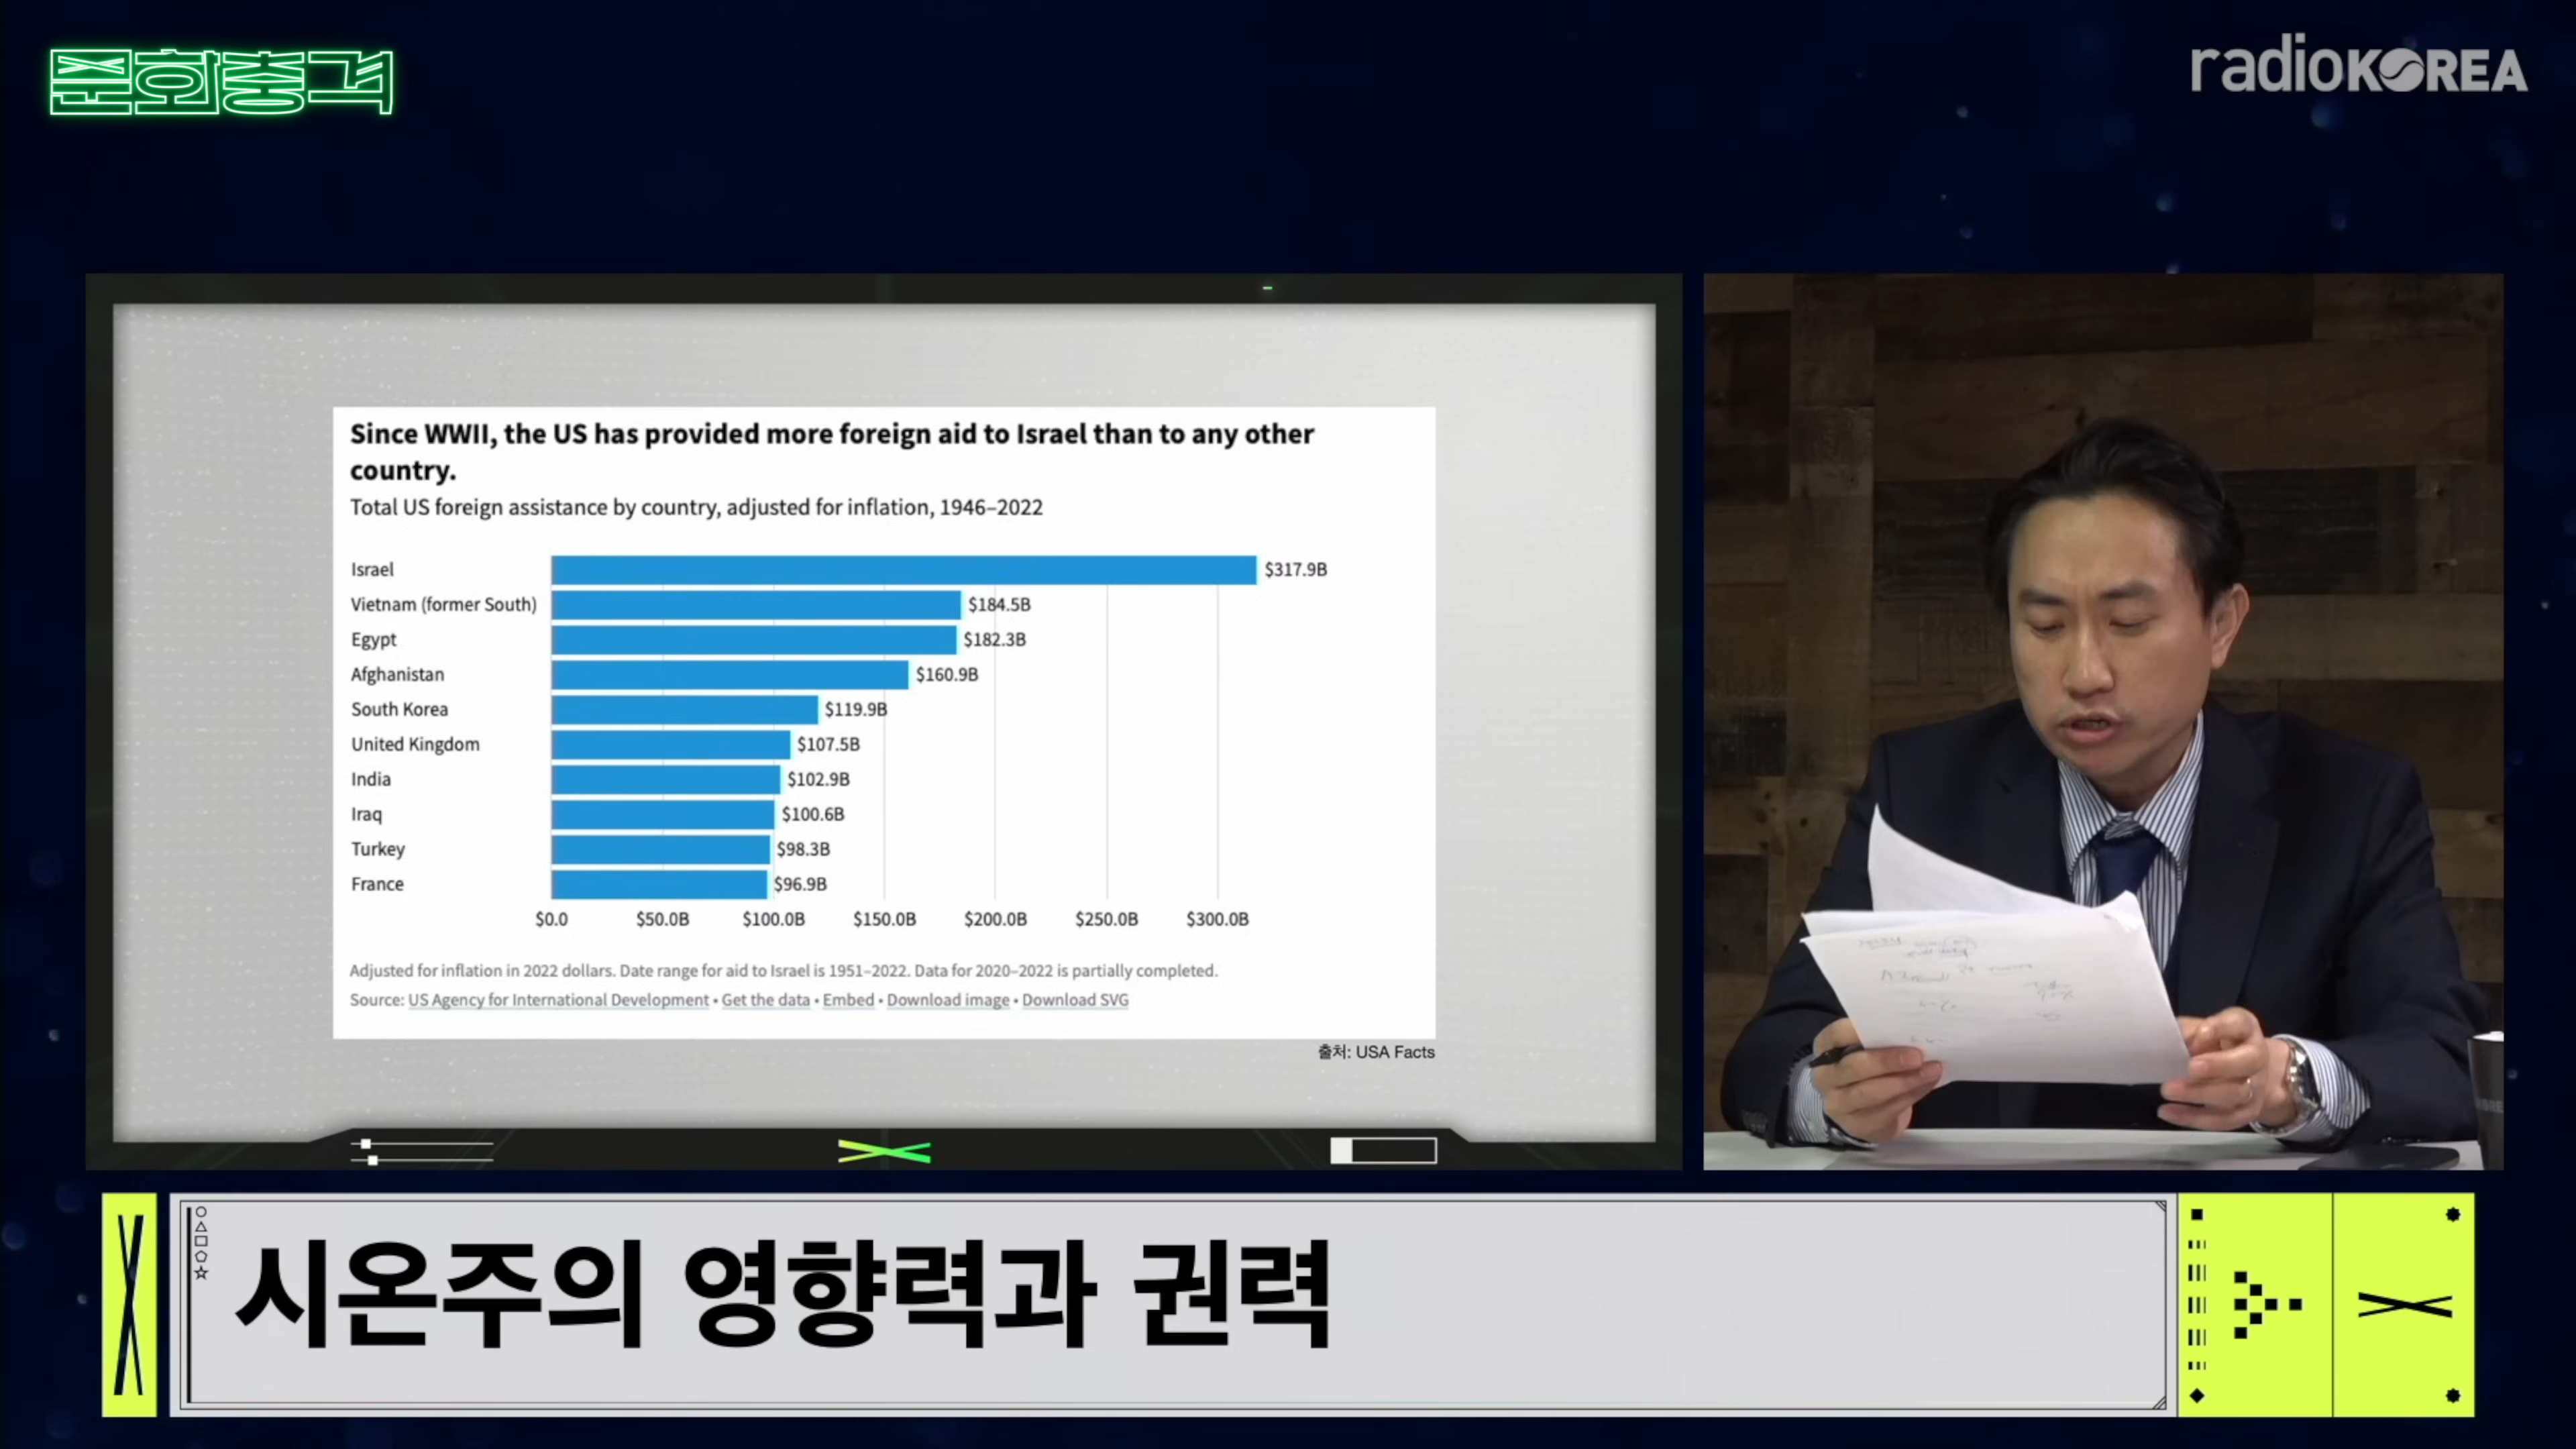 문화충격
radioKOREA
Since WWII, the US has provided more foreign aid to Israel than to any other
country.
Total US foreign assistance by country, adjusted for inflation, 1946–2022
Israel $317.9B
Vietnam (former South) $184.5B
Egypt $182.3B
Afghanistan $160.9B
South Korea $119.9B
United Kingdom $107.5B
India $102.9B
Iraq $100.6B
Turkey $98.3B
France $96.9B
$0.0 $50.0B $100.0B $150.0B $200.0B $250.0B $300.0B
Adjusted for inflation in 2022 dollars. Date range for aid to Israel is 1951–2022. Data for 2020–2022 is partially completed.
Source: US Agency for International Development • Get the data • Embed • Download image • Download SVG
출처: USA Facts
시온주의 영향력과 권력